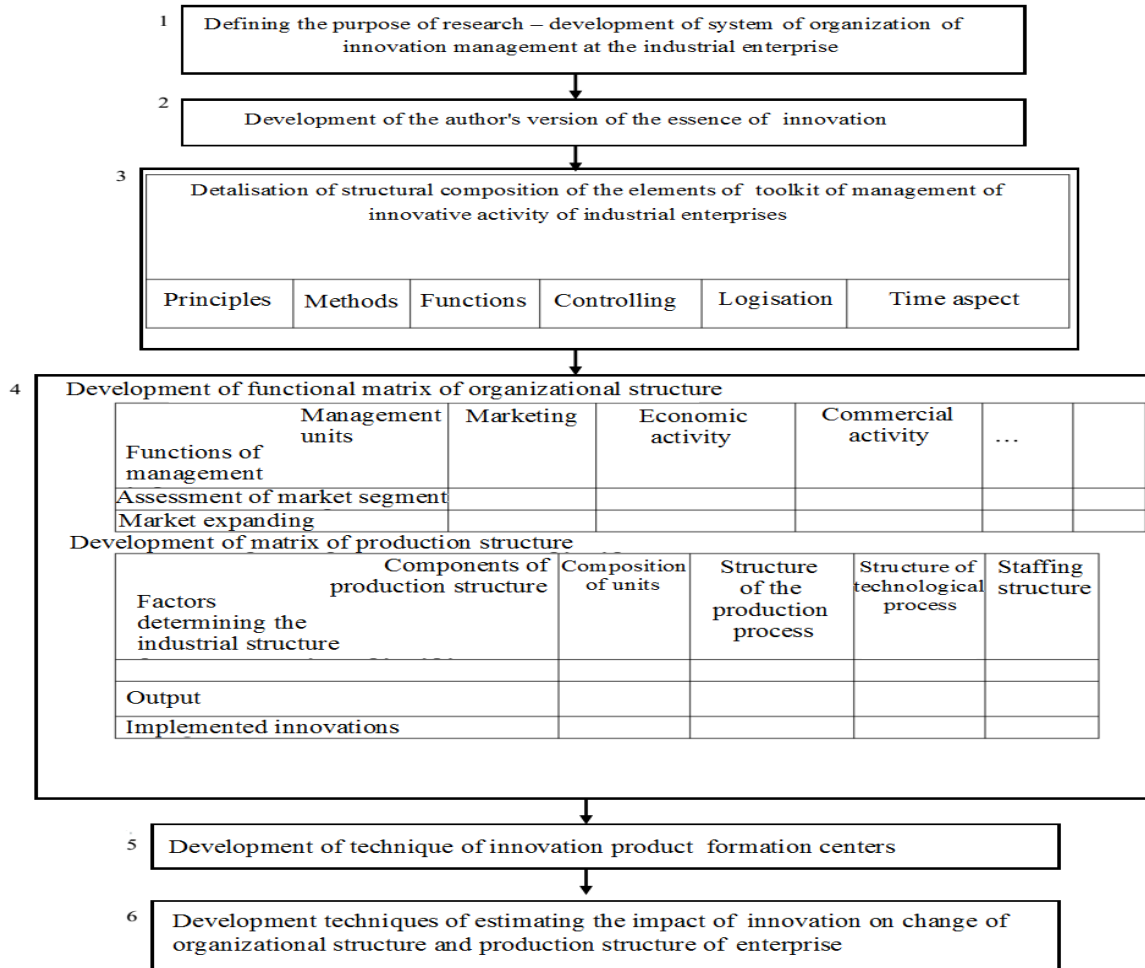 1
Defining the purpose of research – development of system of organization of
innovation management at the industrial enterprise
2
Development of the author's version of the essence of innovation
3
Detalisation of structural composition of the elements of toolkit of management of
innovative activity of industrial enterprises
Principles Methods Functions Controlling Logisation Time aspect
4
Development of functional matrix of organizational structure
Management
units
Functions of
management
Marketing
Economic
activity
Commercial
activity
...
Assessment of market segment
Market expanding
Development of matrix of production structure
Components of
production structure
Factors
determining the
industrial structure
Composition
of units
Structure
of the
production
process
Structure of
technological
process
Staffing
structure
Output
Implemented innovations
5
Development of technique of innovation product formation centers
6
Development techniques of estimating the impact of innovation on change of
organizational structure and production structure of enterprise